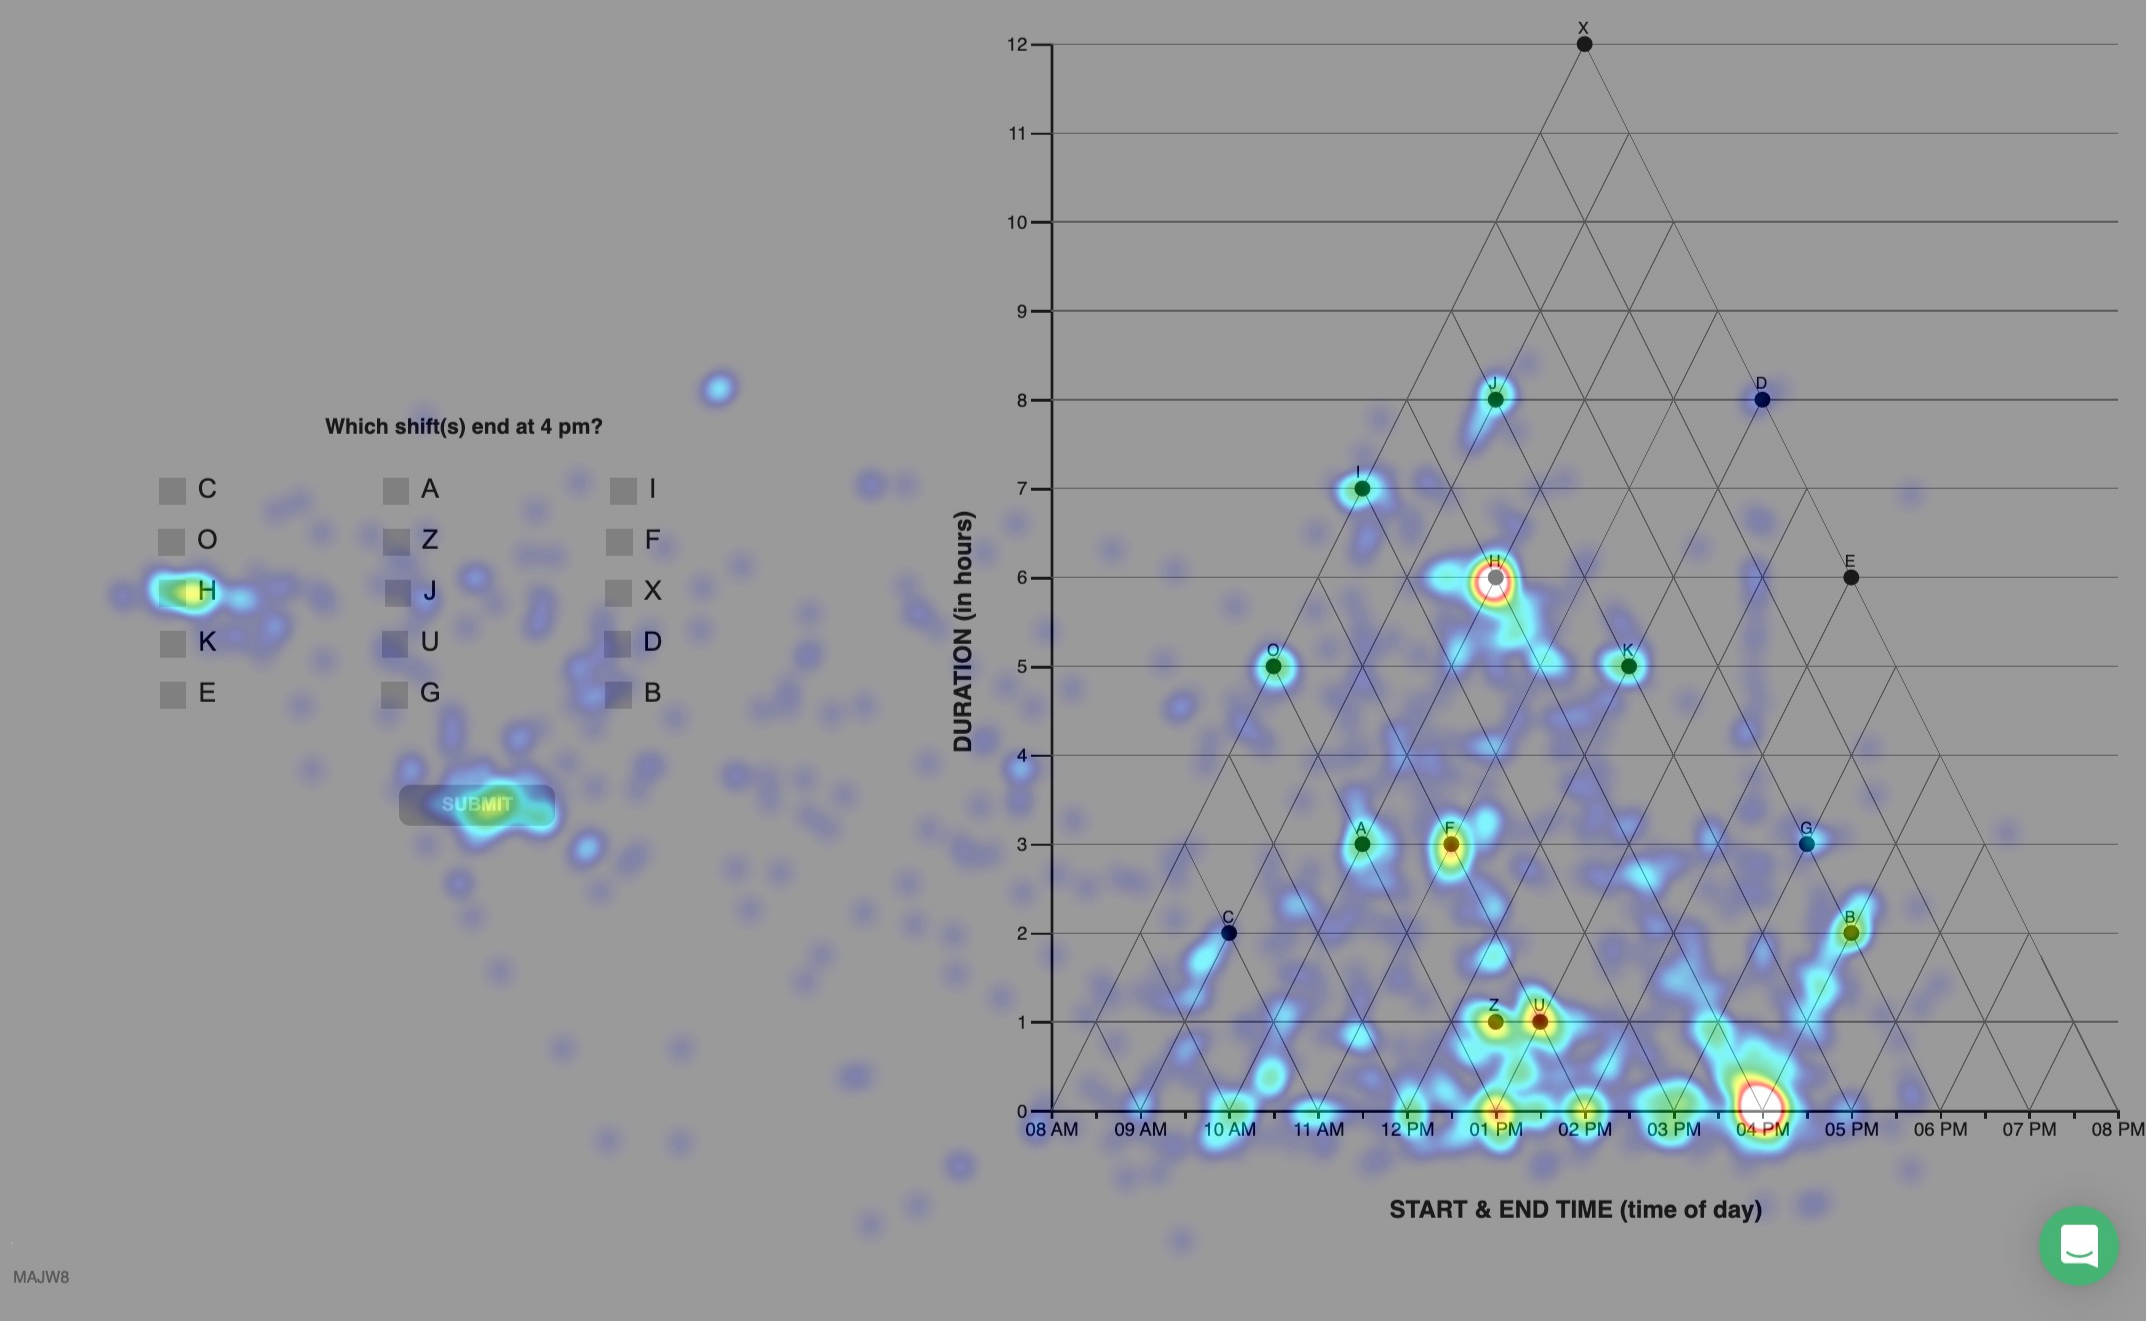 Which shift(s) end at 4 pm?
C A I
O Z F
H J X
K U D
E G B
SUBMIT
MAJW8
X
12
11
10
9
J D
8
I
7
H E
6
O K
5
4
A F G
3
C B
2
Z U
1
0
DURATION (in hours)
08 AM 09 AM 10 AM 11 AM 12 PM 01 PM 02 PM 03 PM 04 PM 05 PM 06 PM 07 PM 08 PM
START & END TIME (time of day)